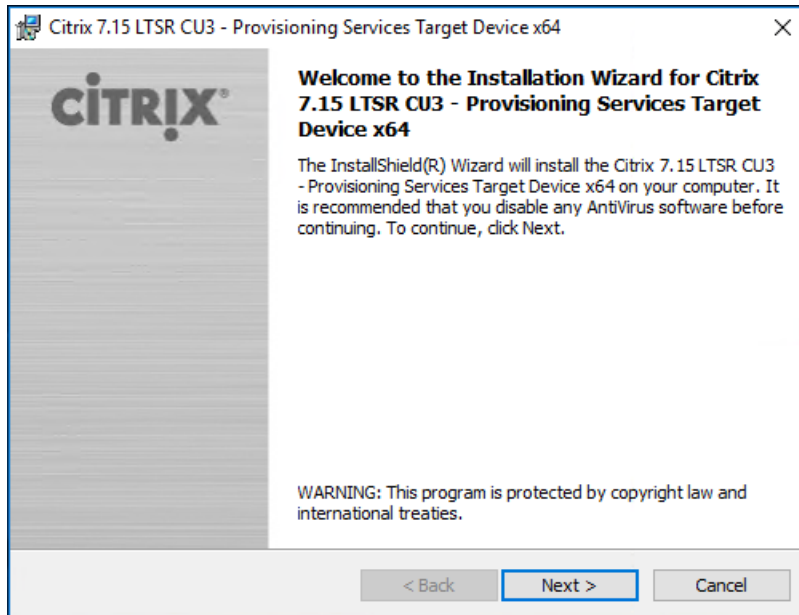 Citrix 7.15 LTSR CU3 - Provisioning Services Target Device x64
CİTRIX®
Welcome to the Installation Wizard for Citrix
7.15 LTSR CU3 - Provisioning Services Target
Device x64
The InstallShield(R) Wizard will install the Citrix 7.15 LTSR CU3
- Provisioning Services Target Device x64 on your computer. It
is recommended that you disable any AntiVirus software before
continuing. To continue, click Next.
WARNING: This program is protected by copyright law and
international treaties.
< Back
Next >
Cancel